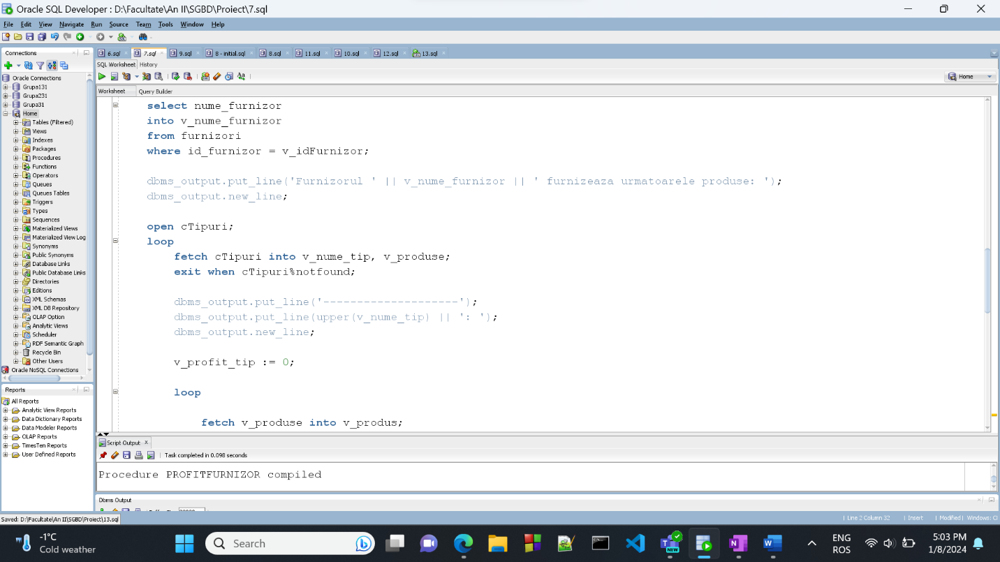 Oracle SQL Developer : D:\Facultate\An II\SGBD\Proiect\7.sql
File Edit View Navigate Run Source Team Tools Window Help
Connections
6.sql 7.sql 9.sql 8 - initial.sql 8.sql 11.sql 10.sql 12.sql 13.sql
SQL Worksheet History
Home
Worksheet Query Builder
Oracle Connections
Grupa131
Grupa231
Grupa31
Home
Tables (Filtered)
Views
Indexes
Packages
Procedures
Functions
Operators
Queues
Queues Tables
Triggers
Types
Sequences
Materialized Views
Materialized View Log
Synonyms
Public Synonyms
Database Links
Public Database Links
Directories
Editions
XML Schemas
XML DB Repository
OLAP Option
Analytic Views
Scheduler
RDF Semantic Graph
Recycle Bin
Other Users
Oracle NoSQL Connections
select nume_furnizor
into v_nume_furnizor
from furnizori
where id_furnizor = v_idFurnizor;
dbms_output.put_line('Furnizorul ' || v_nume_furnizor || ' furnizeaza urmatoarele produse: ');
dbms_output.new_line;
open cTipuri;
loop
fetch cTipuri into v_nume_tip, v_produse;
exit when cTipuri%notfound;
dbms_output.put_line('--------------------');
dbms_output.put_line(upper(v_nume_tip) || ': ');
dbms_output.new_line;
v_profit_tip := 0;
loop
fetch v_produse into v_produs;
Reports
All Reports
Analytic View Reports
Data Dictionary Reports
Data Modeler Reports
OLAP Reports
TimesTen Reports
User Defined Reports
Script Output x
Task completed in 0.098 seconds
Procedure PROFITFURNIZOR compiled
Dbms Output
Saved: D:\Facultate\An II\SGBD\Proiect\13.sql
Line 2 Column 32 Insert Modified Windows: C
-1°C
Cold weather
Search
NEW
ENG
ROS
5:03 PM
1/8/2024